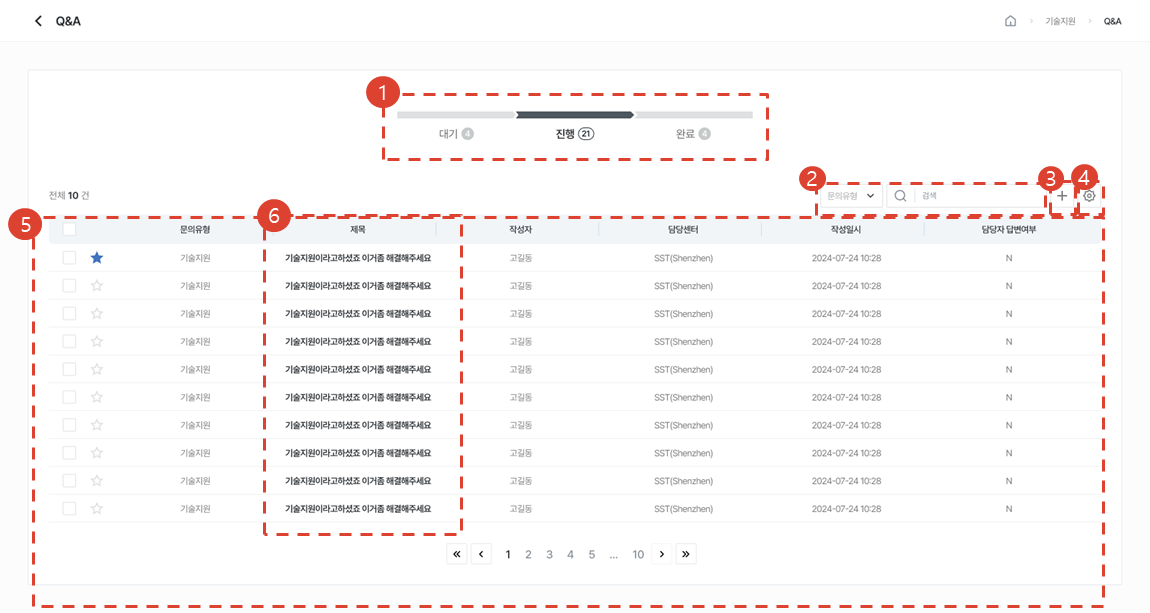 Q&A
기술지원
Q&A
1
대기 4
진행 21
완료 4
2
3
4
전체 10 건
문의유형
검색
5
6
문의유형 제목 작성자 담당센터 작성일시 담당자 답변여부
기술지원 기술지원이라고하셨죠 이거좀 해결해주세요 고길동 SST(Shenzhen) 2024-07-24 10:28 N
기술지원 기술지원이라고하셨죠 이거좀 해결해주세요 고길동 SST(Shenzhen) 2024-07-24 10:28 N
기술지원 기술지원이라고하셨죠 이거좀 해결해주세요 고길동 SST(Shenzhen) 2024-07-24 10:28 N
기술지원 기술지원이라고하셨죠 이거좀 해결해주세요 고길동 SST(Shenzhen) 2024-07-24 10:28 N
기술지원 기술지원이라고하셨죠 이거좀 해결해주세요 고길동 SST(Shenzhen) 2024-07-24 10:28 N
기술지원 기술지원이라고하셨죠 이거좀 해결해주세요 고길동 SST(Shenzhen) 2024-07-24 10:28 N
기술지원 기술지원이라고하셨죠 이거좀 해결해주세요 고길동 SST(Shenzhen) 2024-07-24 10:28 N
기술지원 기술지원이라고하셨죠 이거좀 해결해주세요 고길동 SST(Shenzhen) 2024-07-24 10:28 N
기술지원 기술지원이라고하셨죠 이거좀 해결해주세요 고길동 SST(Shenzhen) 2024-07-24 10:28 N
기술지원 기술지원이라고하셨죠 이거좀 해결해주세요 고길동 SST(Shenzhen) 2024-07-24 10:28 N
1 2 3 4 5 ... 10